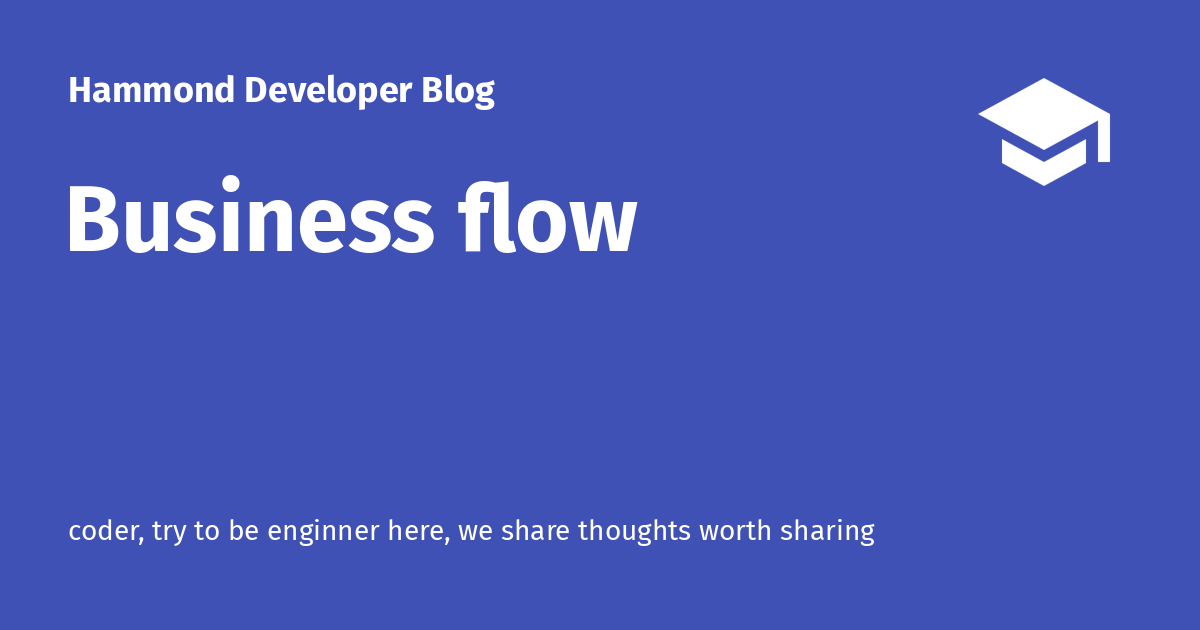 Hammond Developer Blog
Business flow
coder, try to be enginner here, we share thoughts worth sharing